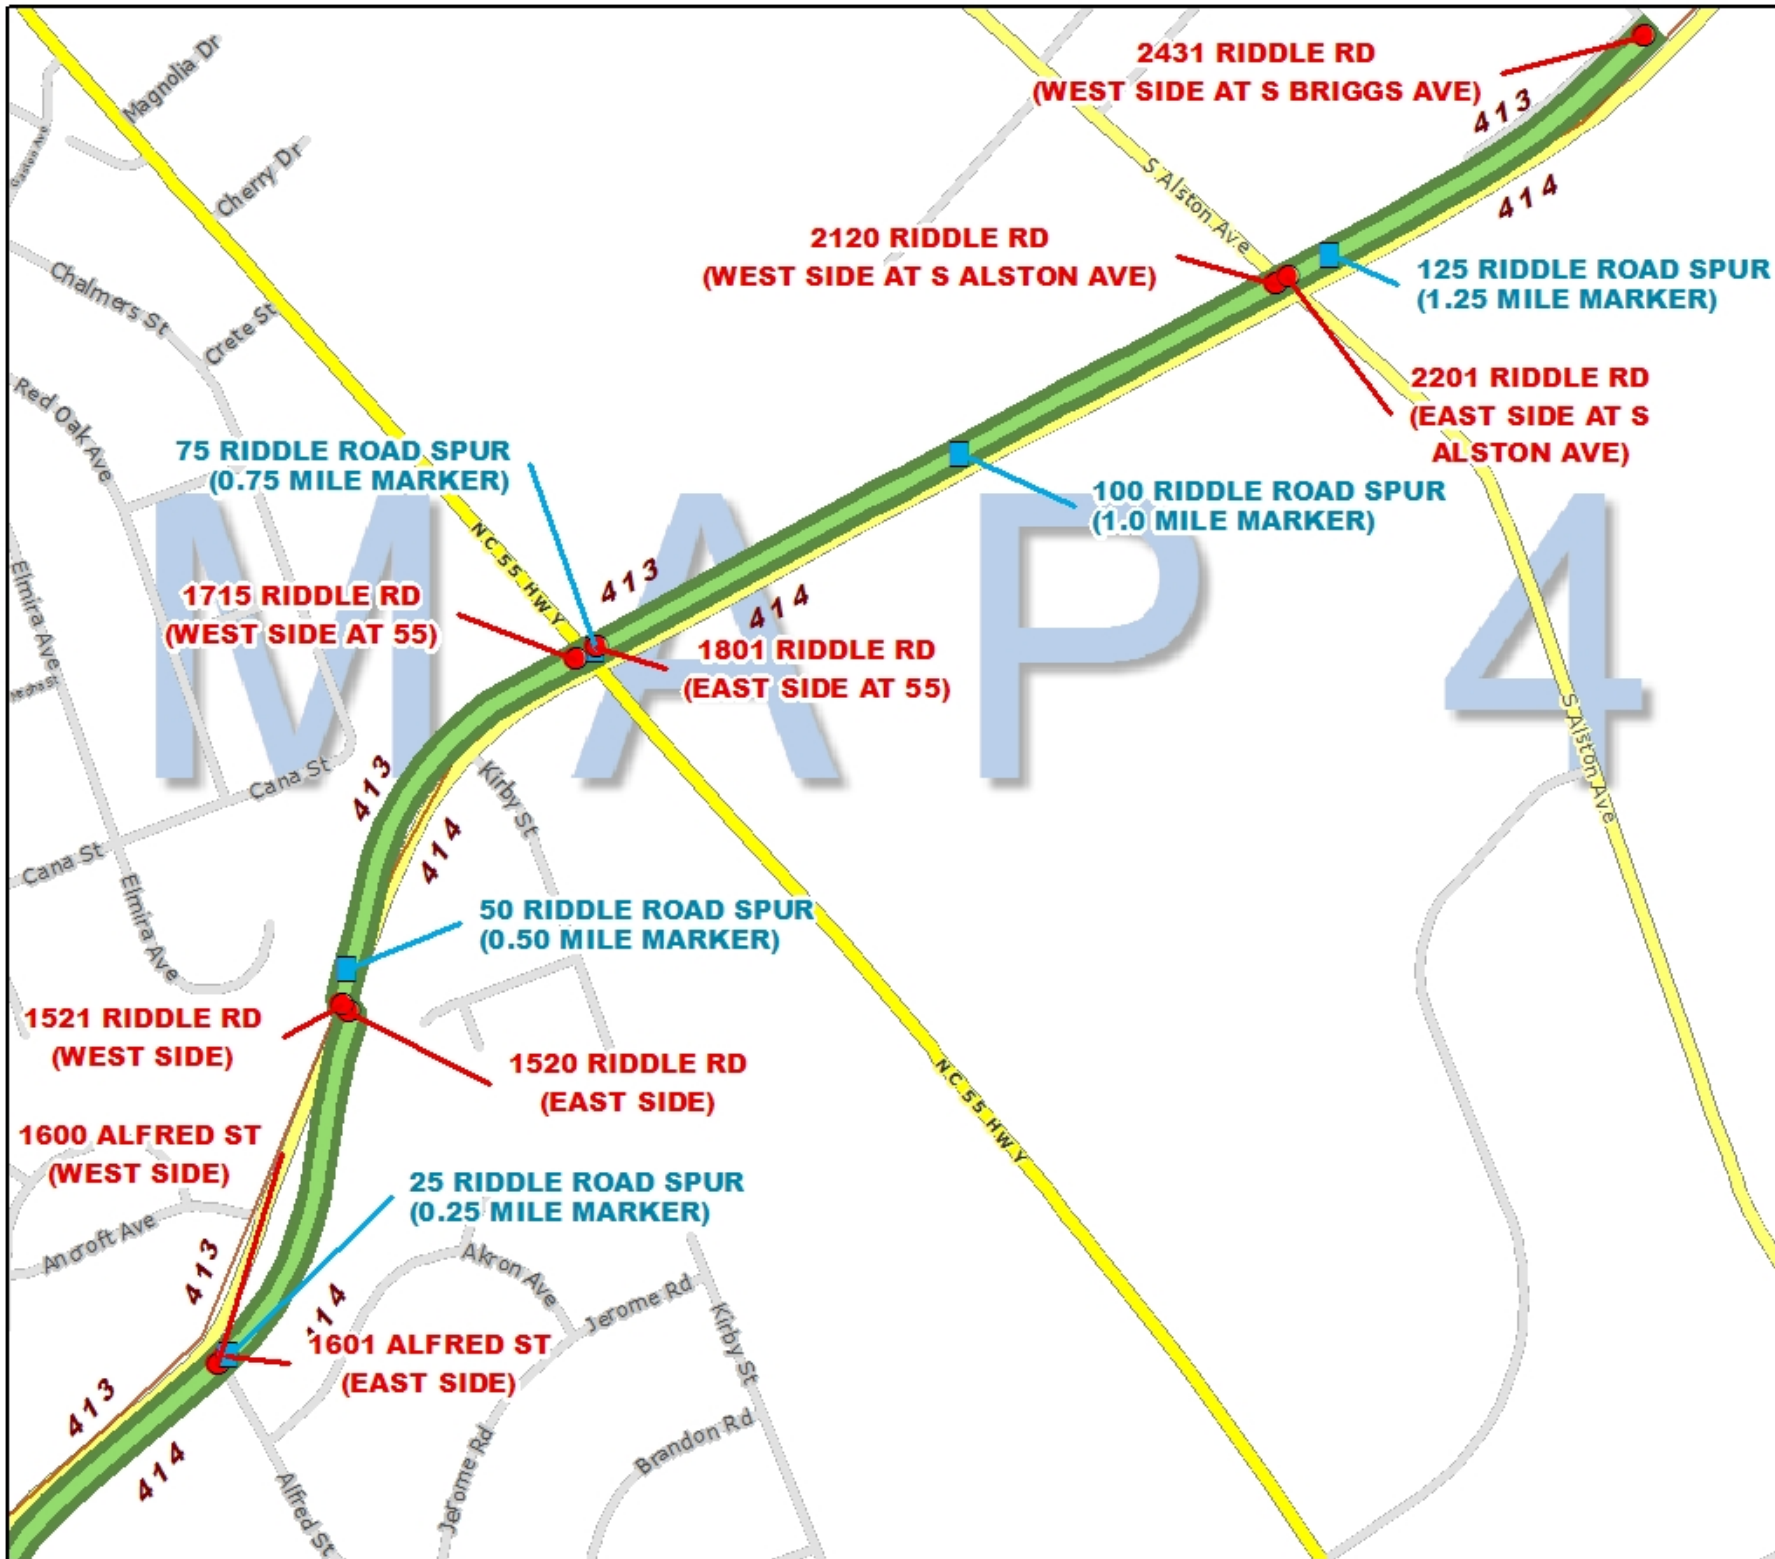 2431 RIDDLE RD
(WEST SIDE AT S BRIGGS AVE)
Magnolia Dr
413
Gaston Ave
Cherry Dr
S Alston Ave
414
2120 RIDDLE RD
(WEST SIDE AT S ALSTON AVE)
125 RIDDLE ROAD SPUR
(1.25 MILE MARKER)
Chalmers St
Crete St
2201 RIDDLE RD
(EAST SIDE AT S
ALSTON AVE)
Red Oak Ave
75 RIDDLE ROAD SPUR
(0.75 MILE MARKER)
100 RIDDLE ROAD SPUR
(1.0 MILE MARKER)
NC 55 HWY
MAP 4
413
414
1715 RIDDLE RD
(WEST SIDE AT 55)
Elmira Ave
1801 RIDDLE RD
(EAST SIDE AT 55)
S Alston Ave
Cana St
413
Kirby St
414
Cana St
Elmira Ave
50 RIDDLE ROAD SPUR
(0.50 MILE MARKER)
1521 RIDDLE RD
(WEST SIDE)
1520 RIDDLE RD
(EAST SIDE)
NC 55 HWY
1600 ALFRED ST
(WEST SIDE)
25 RIDDLE ROAD SPUR
(0.25 MILE MARKER)
Ancroft Ave
413
Akron Ave
Jerome Rd
414
1601 ALFRED ST
(EAST SIDE)
Kirby St
413
414
Brandon Rd
Jerome Rd
Alfred St